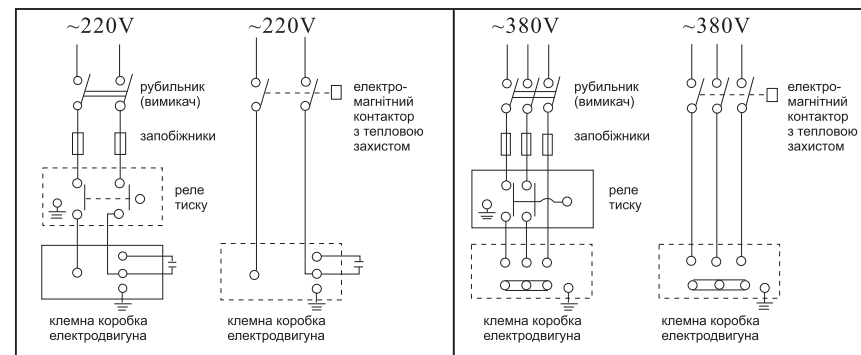 ~220V
~220V
рубильник
(вимикач)
електро-
магнітний
контактор
з тепловою
захистом
запобіжники
реле
тиску
клемна коробка
електродвигуна
клемна коробка
електродвигуна
~380V
~380V
рубильник
(вимикач)
електро-
магнітний
контактор
з тепловою
захистом
запобіжники
реле
тиску
клемна коробка
електродвигуна
клемна коробка
електродвигуна